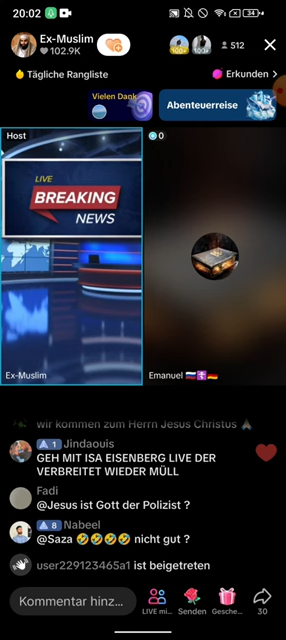 20:02
34
Ex-Muslim
102.9K
100+
100+
512
Tägliche Rangliste
Erkunden >
Vielen Dank
Abenteuerreise
Host
0
LIVE
BREAKING
NEWS
Ex-Muslim
Emanuel
wir kommen zum Herrn Jesus Christus
1 Jindaouis
GEH MIT ISA EISENBERG LIVE DER
VERBREITET WIEDER MÜLL
Fadi
@Jesus ist Gott der Polizist ?
8 Nabeel
@Saza 🤣🤣🤣🤣 nicht gut ?
user229123465a1 ist beigetreten
Kommentar hinz...
LIVE mi...
Senden
Gesche...
30